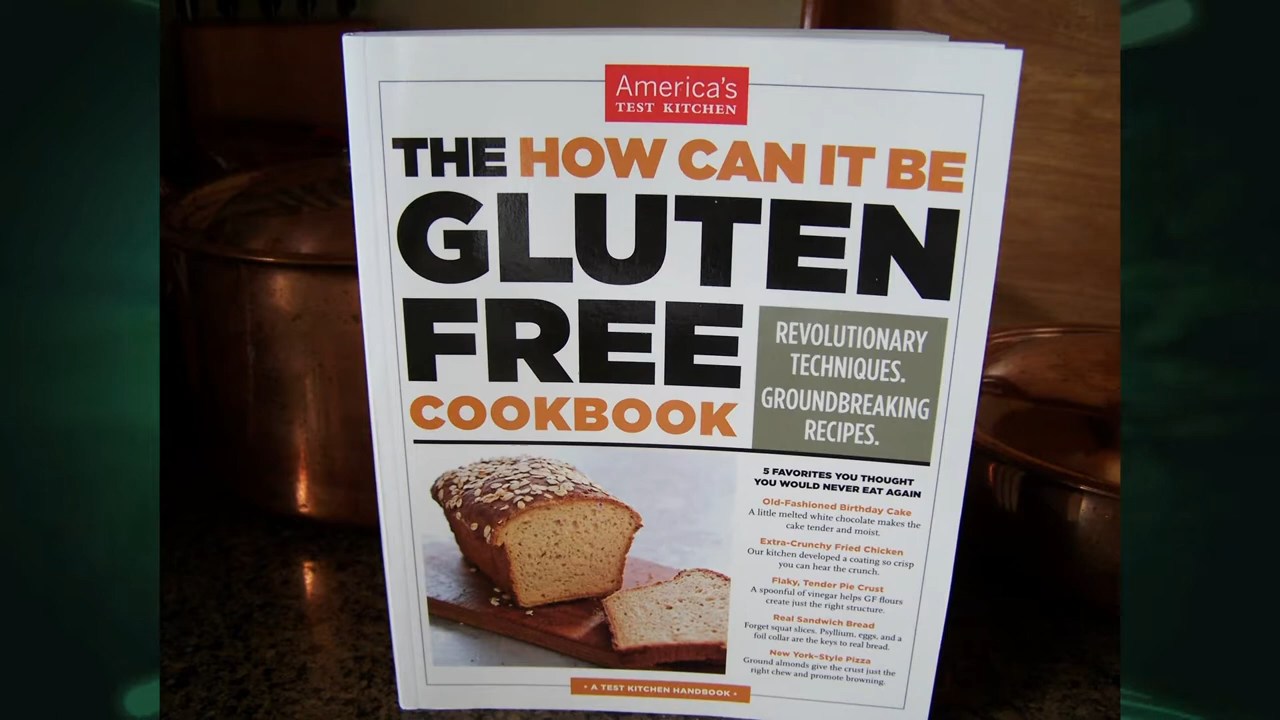 America's
TEST KITCHEN
THE HOW CAN IT BE
GLUTEN
FREE
COOKBOOK
REVOLUTIONARY
TECHNIQUES.
GROUNDBREAKING
RECIPES.
5 FAVORITES YOU THOUGHT
YOU WOULD NEVER EAT AGAIN
Old-Fashioned Birthday Cake
A little melted white chocolate makes the
cake tender and moist.
Extra-Crunchy Fried Chicken
Our kitchen developed a coating so crisp
you can hear the crunch.
Flaky, Tender Pie Crust
A spoonful of vinegar helps GF flours
create just the right structure.
Real Sandwich Bread
Forget squat slices. Psyllium, eggs, and a
foil collar are the keys to real bread.
New York–Style Pizza
Ground almonds give the crust just the
right chew and promote browning.
• A TEST KITCHEN HANDBOOK •